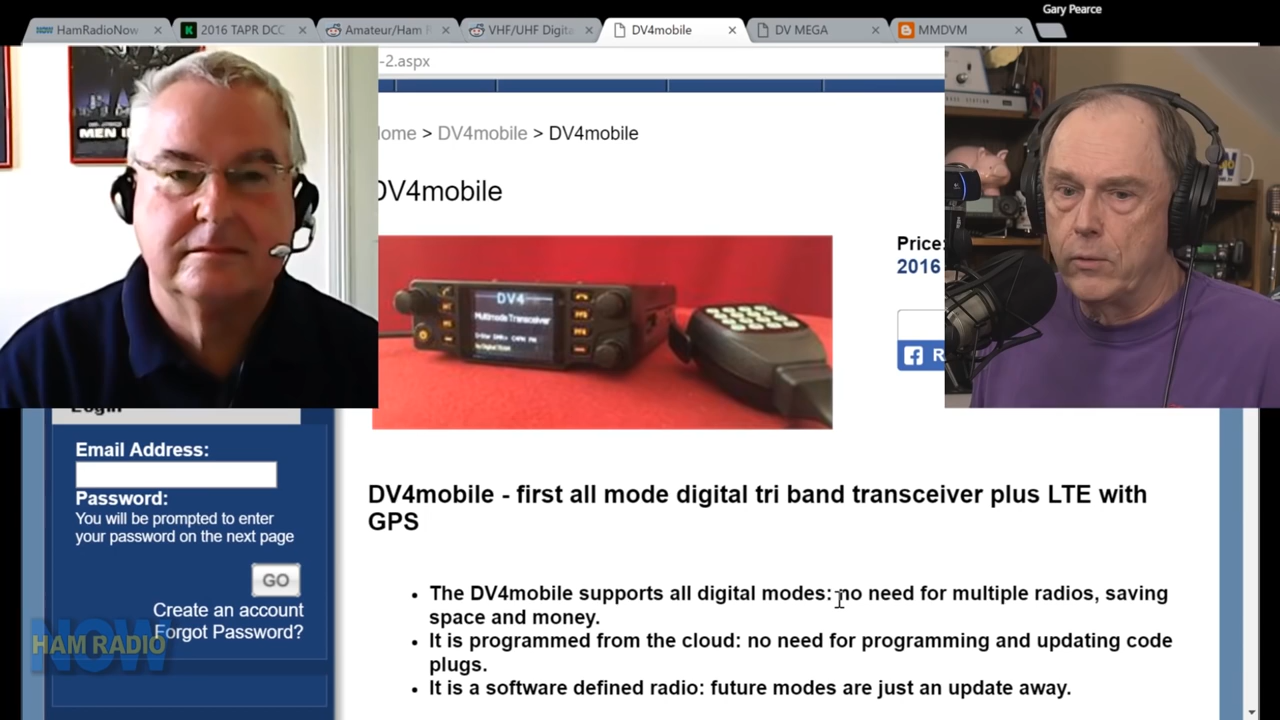 Gary Pearce
HamRadioNow
2016 TAPR DCC
Amateur/Ham R
VHF/UHF Digita
DV4mobile
DV MEGA
MMDVM
-2.aspx
MEN I
ome > DV4mobile > DV4mobile
DV4mobile
Price:
2016
DV4
Multimode Transceiver
R
Login
Email Address:
Password:
You will be prompted to enter
your password on the next page
GO
Create an account
Forgot Password?
HAM RADIO
NOW
DV4mobile - first all mode digital tri band transceiver plus LTE with
GPS
The DV4mobile supports all digital modes: no need for multiple radios, saving
space and money.
It is programmed from the cloud: no need for programming and updating code
plugs.
It is a software defined radio: future modes are just an update away.